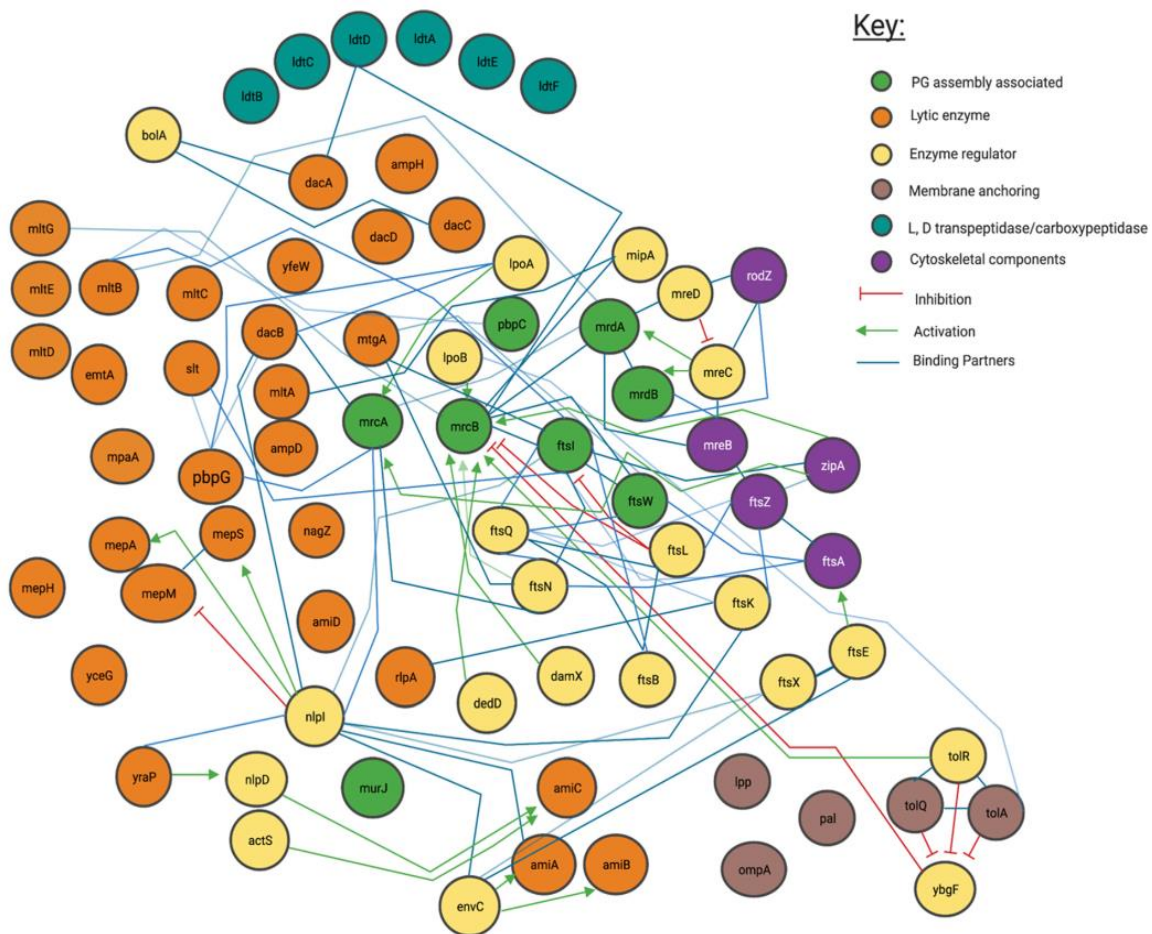 Key:
PG assembly associated
Lytic enzyme
Enzyme regulator
Membrane anchoring
L, D transpeptidase/carboxypeptidase
Cytoskeletal components
Inhibition
Activation
Binding Partners
ldtB
ldtC
ldtD
ldtA
ldtE
ldtF
bolA
dacA
ampH
mltG
dacD
dacC
mltE
mltB
mltC
yfeW
lpoA
mipA
mreD
rodZ
mltD
emtA
slt
dacB
mtgA
lpoB
pbpC
mrdA
mreC
mltA
mrdB
mpaA
pbpG
ampD
mrcA
mrcB
ftsI
mreB
zipA
mepA
mepS
nagZ
ftsQ
ftsW
ftsZ
mepH
mepM
amiD
ftsN
ftsL
ftsA
ftsK
yceG
rlpA
dedD
damX
ftsB
ftsX
ftsE
nlpI
yraP
nlpD
murJ
amiC
lpp
pal
tolR
tolQ
tolA
actS
amiA
amiB
ompA
envC
ybgF